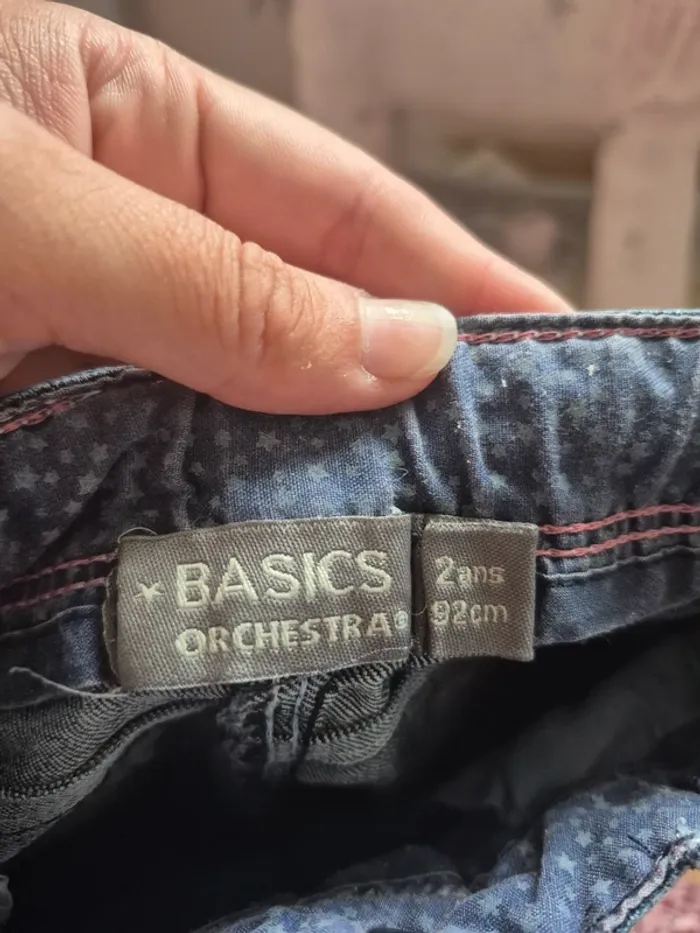 BASICS
ORCHESTRA®
2ans
92cm